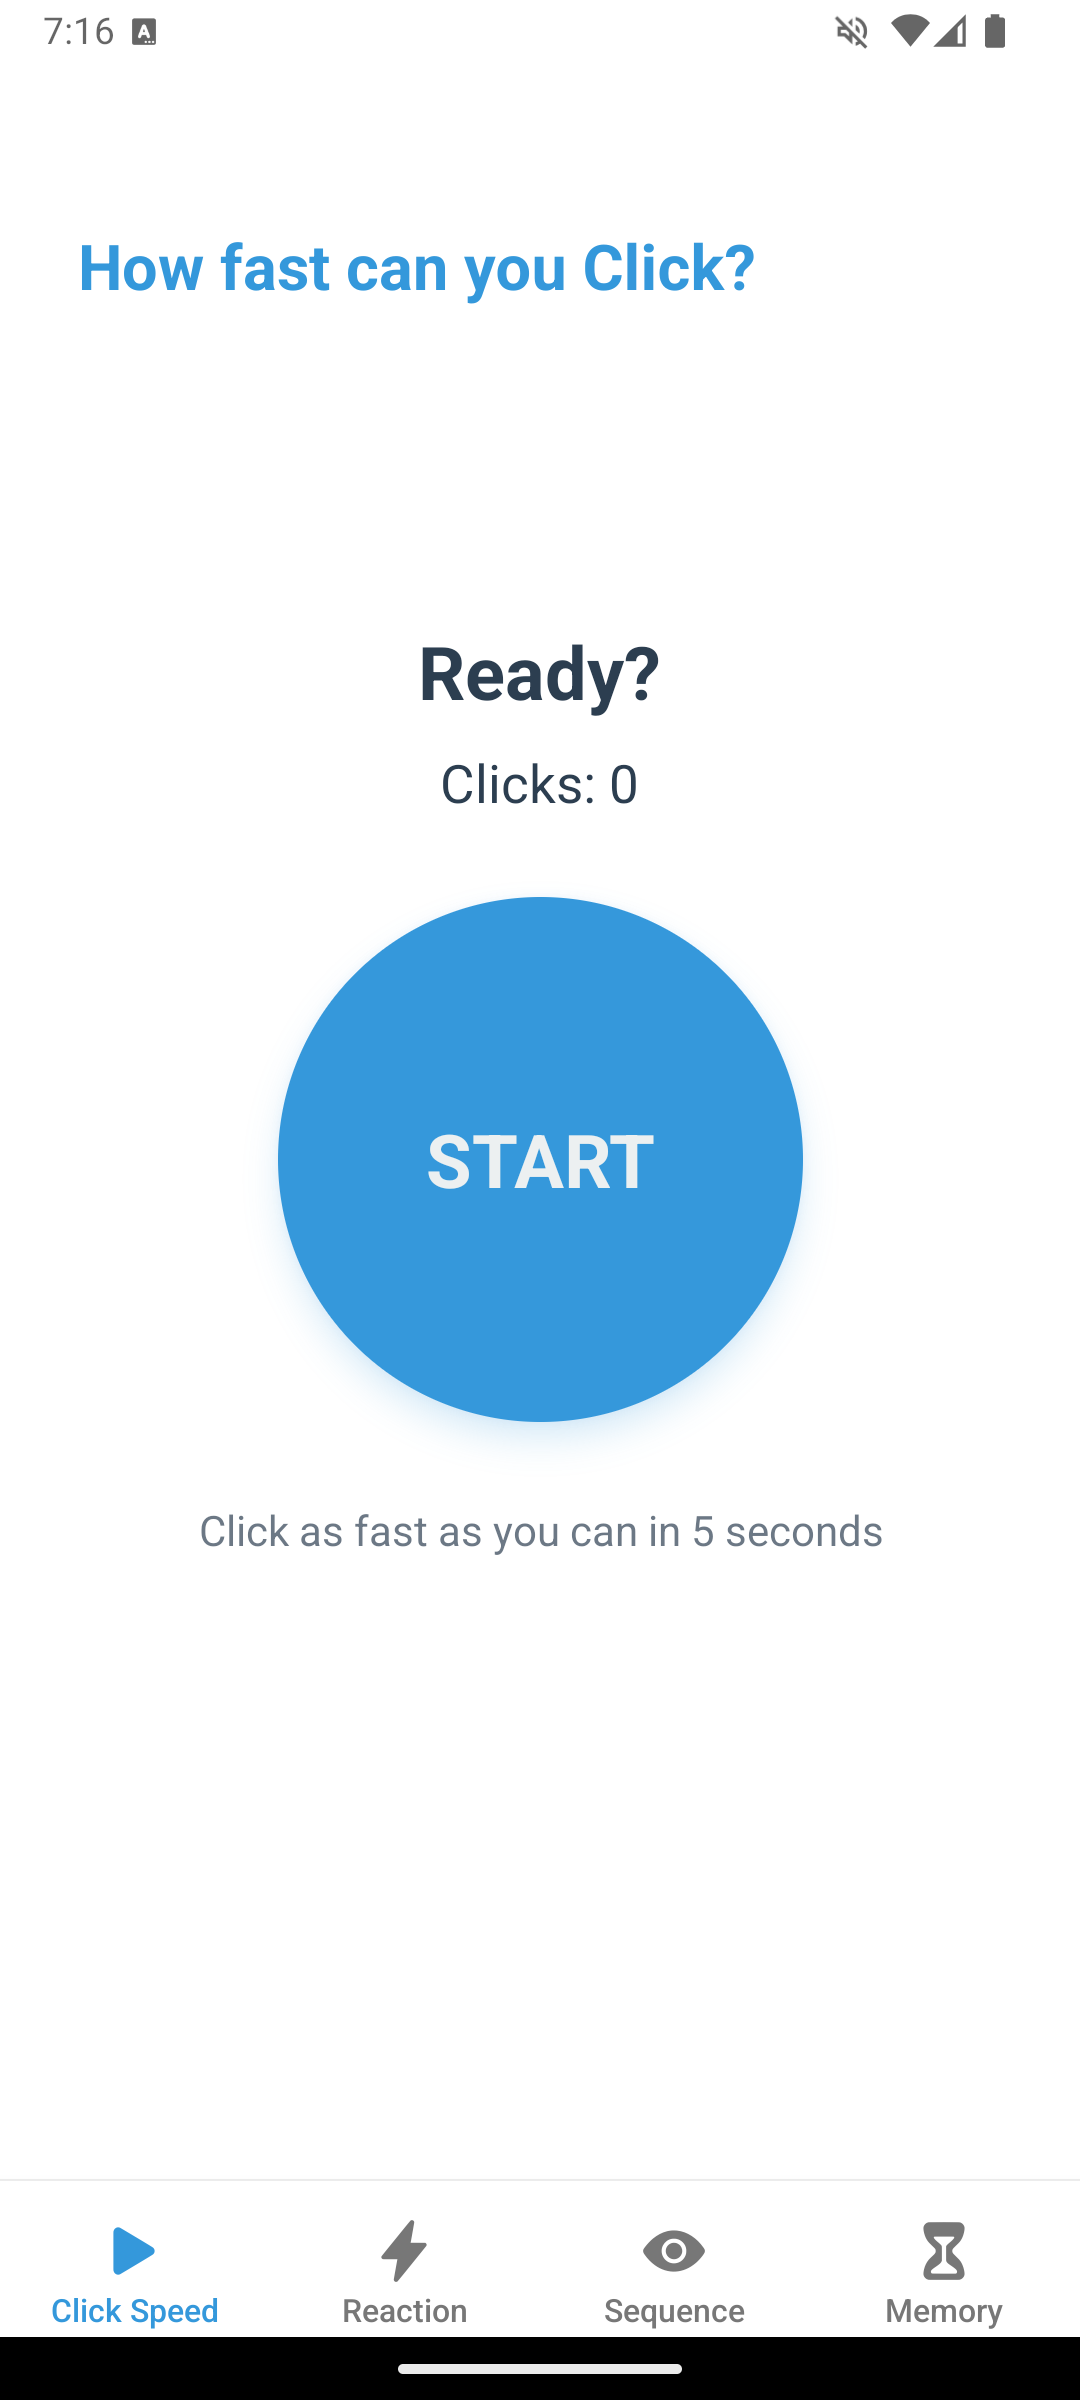 7:16
How fast can you Click?
Ready?
Clicks: 0
START
Click as fast as you can in 5 seconds
Click Speed
Reaction
Sequence
Memory